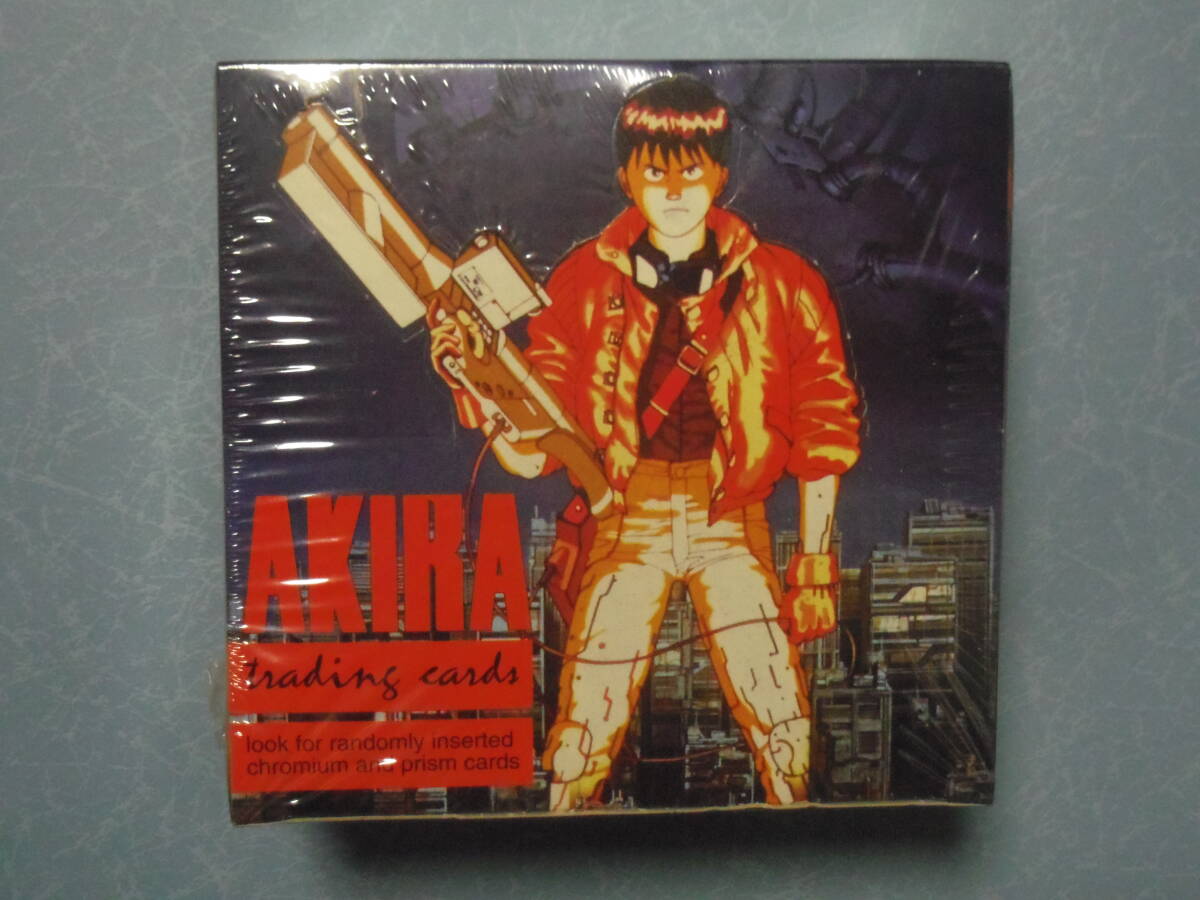 AKIRA
trading cards
look for randomly inserted
chromium and prism cards